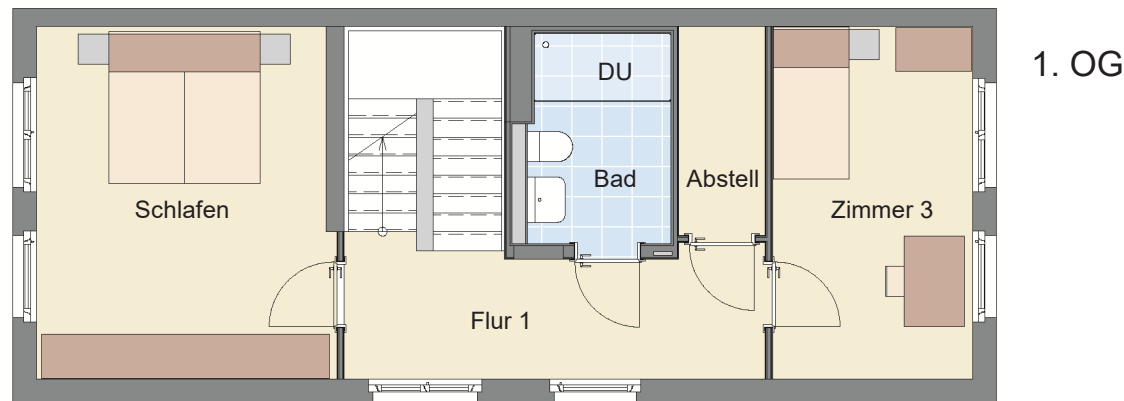 1. OG
DU
Bad
Abstell
Schlafen
Zimmer 3
Flur 1